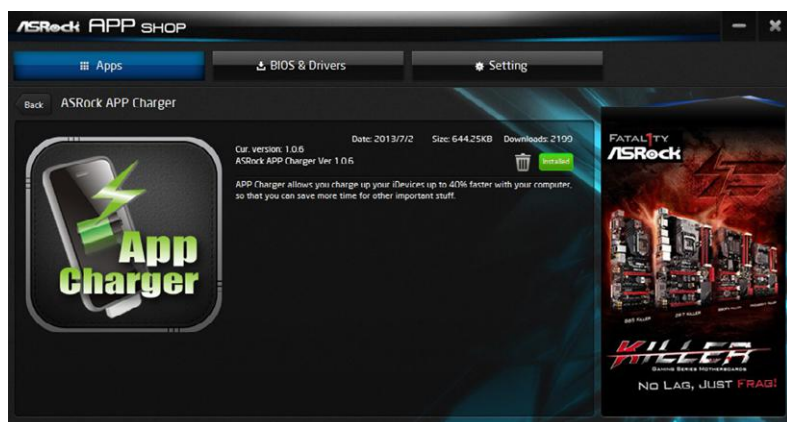 ASRock APP SHOP
Apps
BIOS & Drivers
Setting
Back
ASRock APP Charger
Date: 2013/7/2 Size: 644.25KB Downloads: 2199
Cur. version: 1.0.6
ASRock APP Charger Ver 1.0.6
Installed
APP Charger allows you charge up your iDevices up to 40% faster with your computer,
so that you can save more time for other important stuff.
App
Charger
FATAL1TY
ASRock
KILLER
GAMING SERIES MOTHERBOARDS
NO LAG, JUST FRAG!